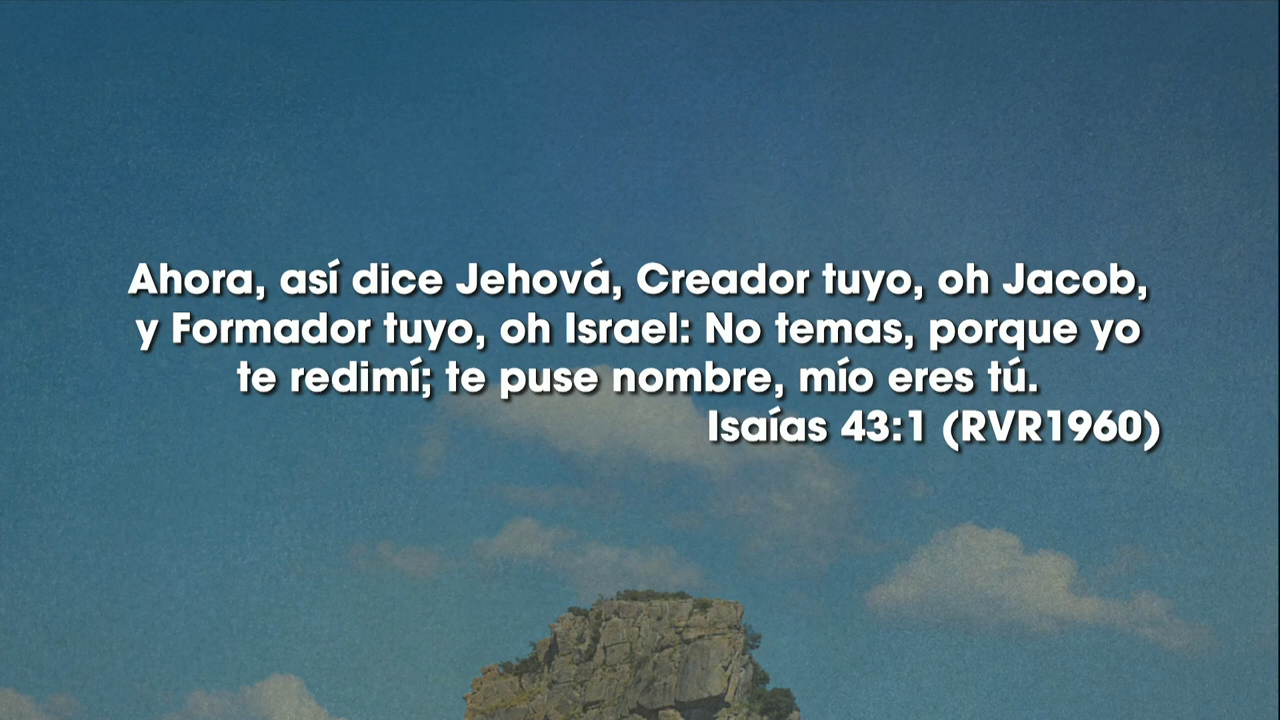 Ahora, así dice Jehová, Creador tuyo, oh Jacob,
y Formador tuyo, oh Israel: No temas, porque yo
te redimí; te puse nombre, mío eres tú.
Isaías 43:1 (RVR1960)